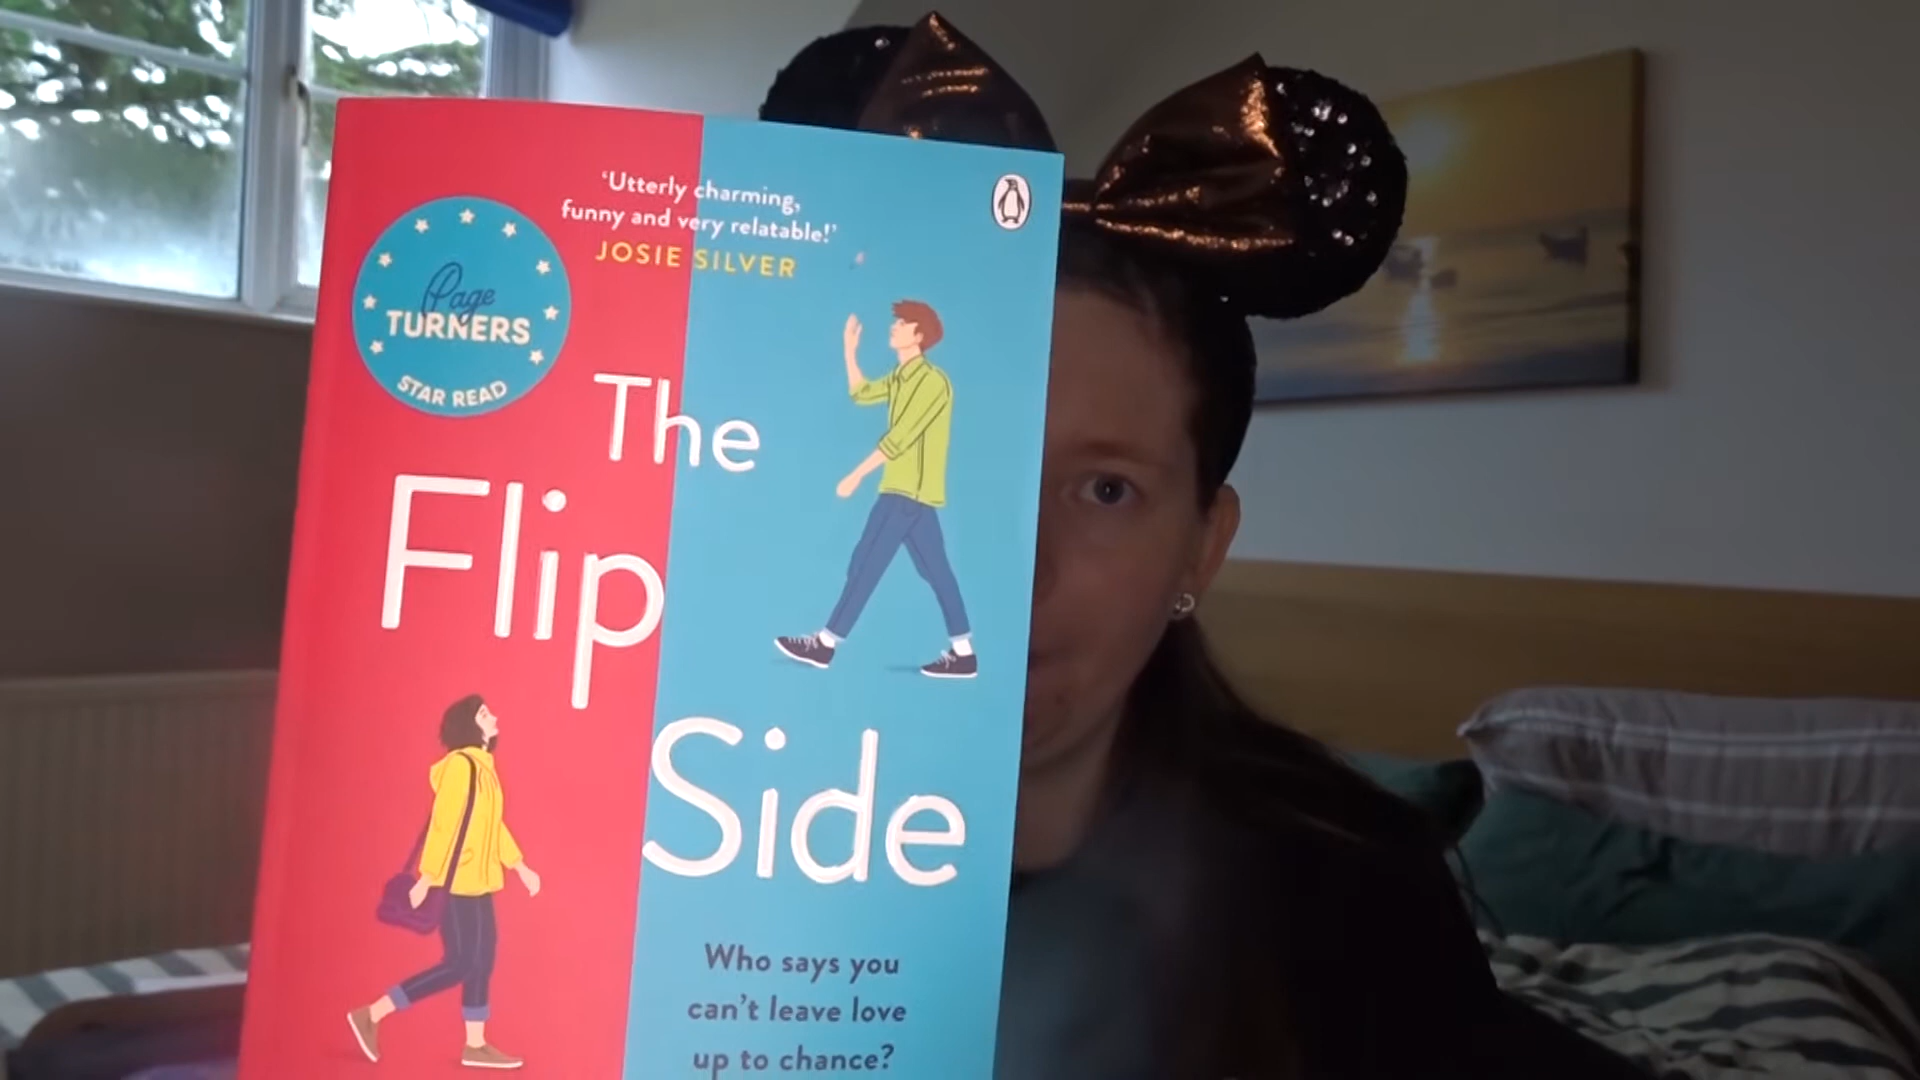 ‘Utterly charming,
funny and very relatable!’
JOSIE SILVER
Page
TURNERS
STAR READ
The
Flip
Side
Who says you
can’t leave love
up to chance?